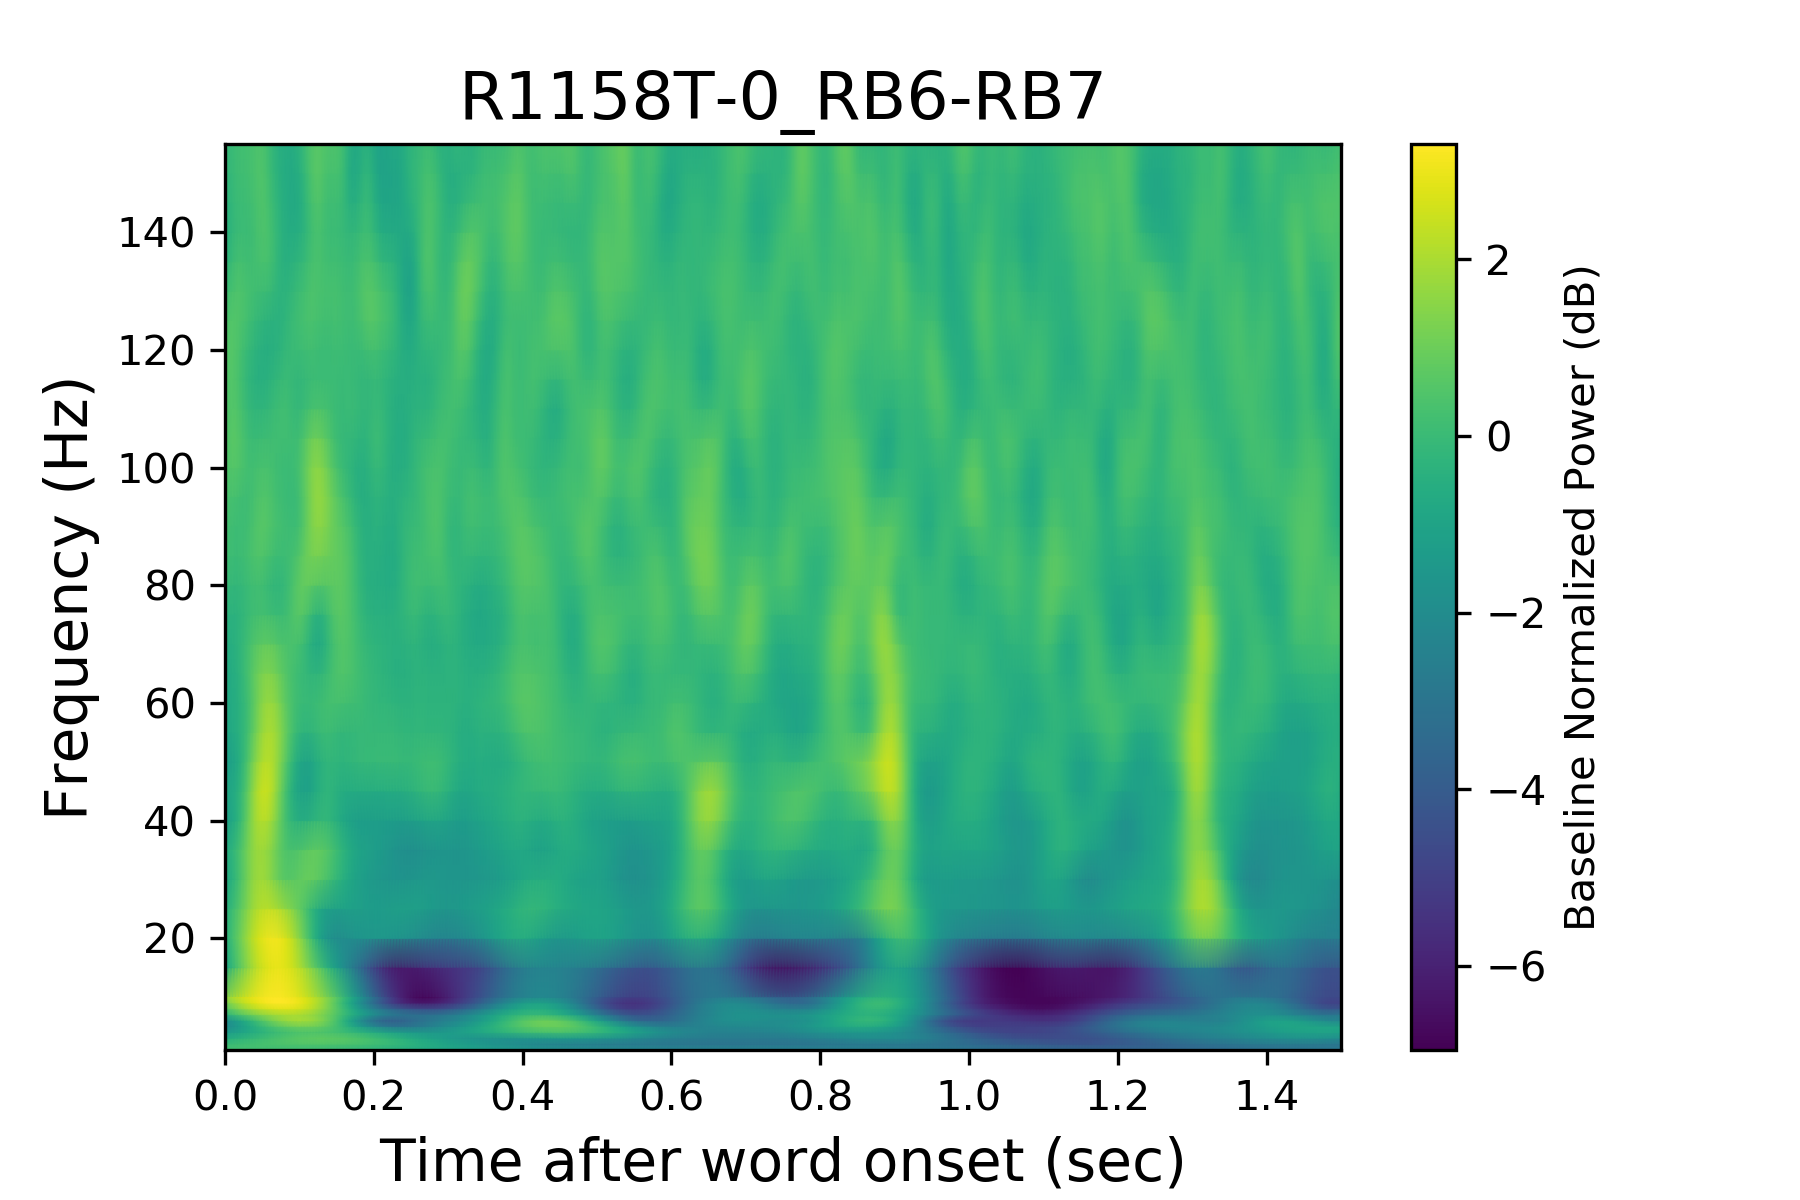 R1158T-0_RB6-RB7
140
120
100
80
60
40
20
Frequency (Hz)
0.0 0.2 0.4 0.6 0.8 1.0 1.2 1.4
Time after word onset (sec)
2
0
−2
−4
−6
Baseline Normalized Power (dB)